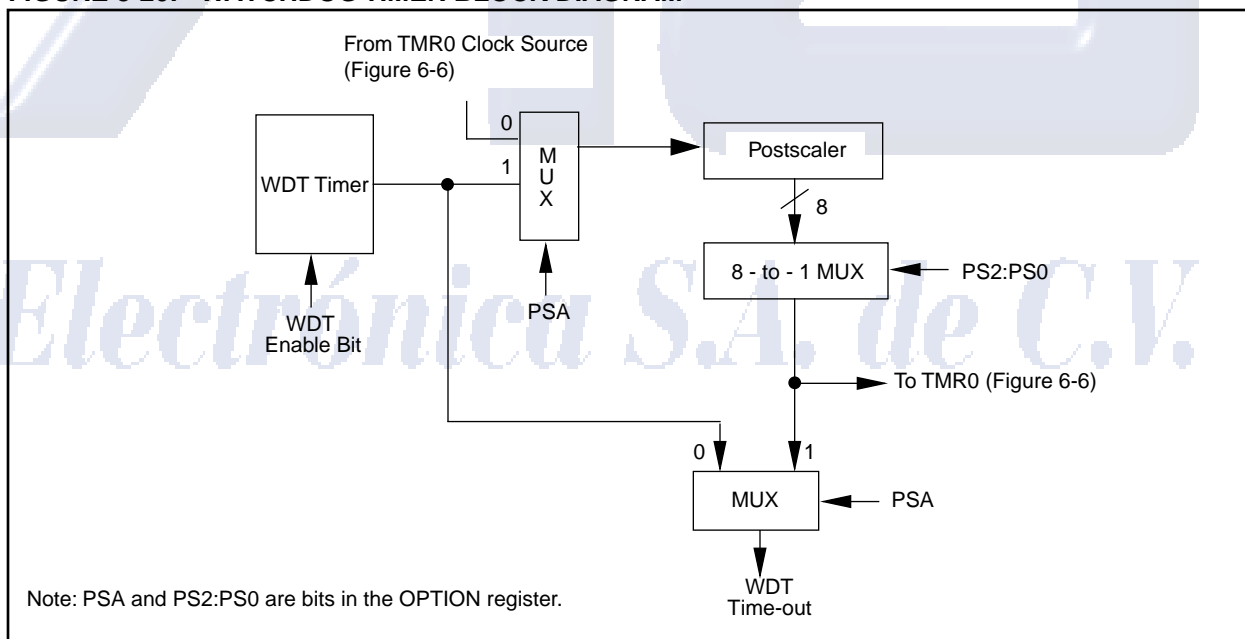 From TMR0 Clock Source
(Figure 6-6)
0
1
M
U
X
WDT Timer
Postscaler
8
8 - to - 1 MUX
PS2:PS0
PSA
WDT
Enable Bit
To TMR0 (Figure 6-6)
0
1
MUX
PSA
WDT
Time-out
Note: PSA and PS2:PS0 are bits in the OPTION register.
Electrónica S.A. de C.V.